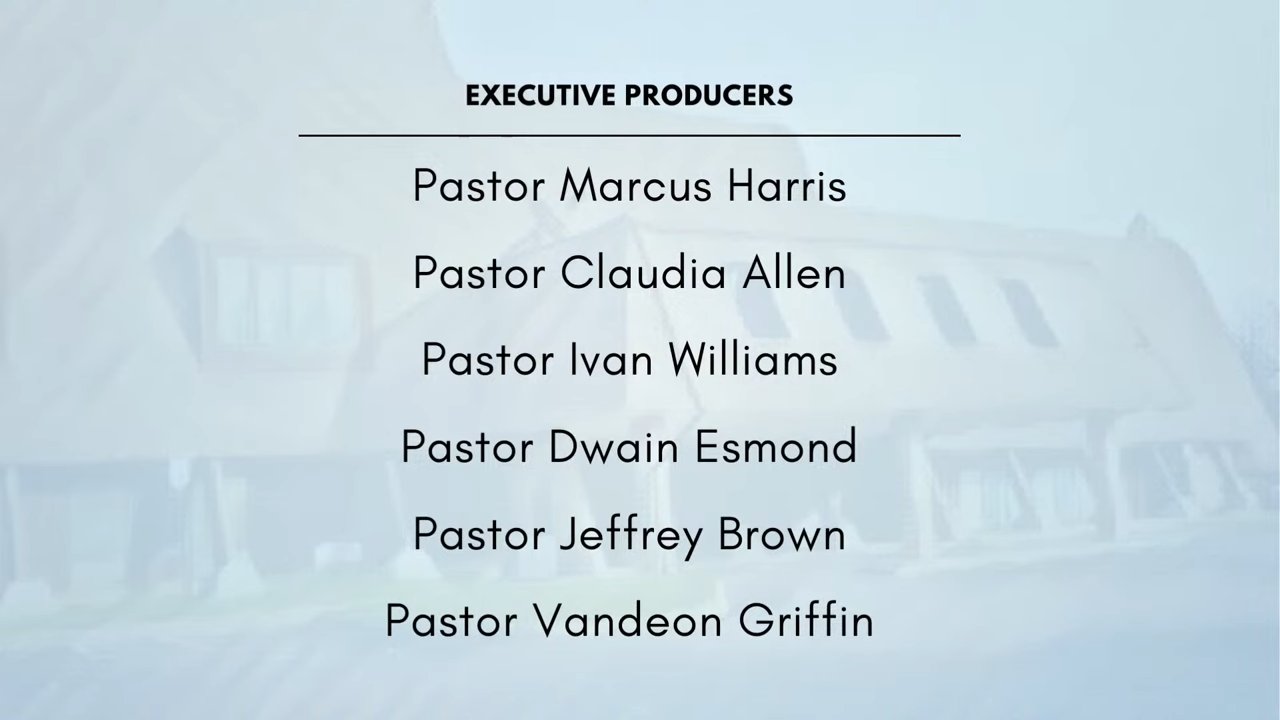 EXECUTIVE PRODUCERS
Pastor Marcus Harris
Pastor Claudia Allen
Pastor Ivan Williams
Pastor Dwain Esmond
Pastor Jeffrey Brown
Pastor Vandeon Griffin